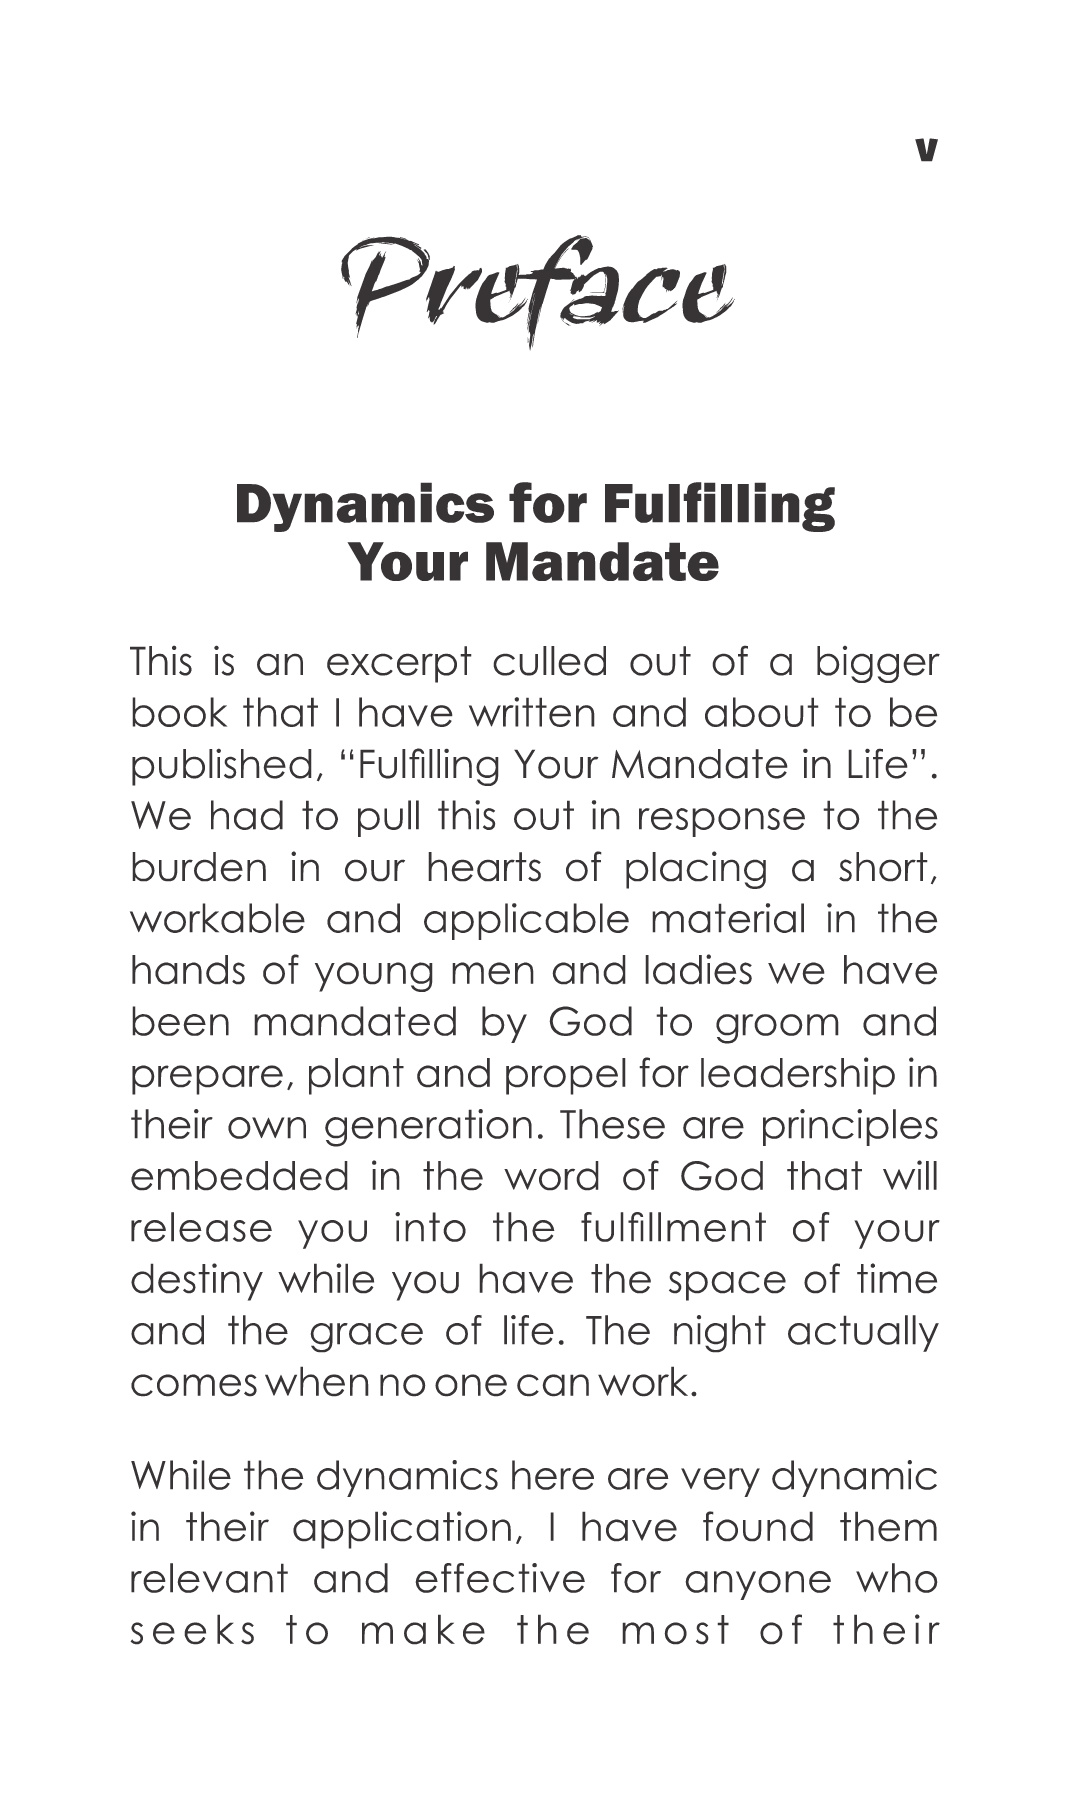 v
Preface
Dynamics for Fulfilling
Your Mandate
This is an excerpt culled out of a bigger
book that I have written and about to be
published, “Fulfilling Your Mandate in Life”.
We had to pull this out in response to the
burden in our hearts of placing a short,
workable and applicable material in the
hands of young men and ladies we have
been mandated by God to groom and
prepare, plant and propel for leadership in
their own generation. These are principles
embedded in the word of God that will
release you into the fulfillment of your
destiny while you have the space of time
and the grace of life. The night actually
comes when no one can work.
While the dynamics here are very dynamic
in their application, I have found them
relevant and effective for anyone who
seeks to make the most of their